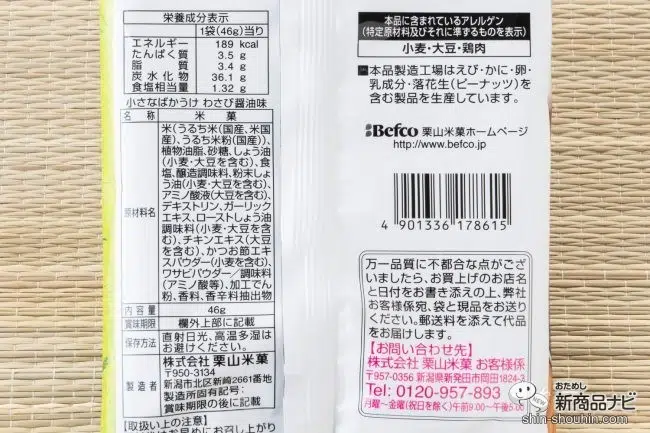 栄養成分表示
1袋(46g)当り
エネルギー 189 kcal
たんぱく質 3.5 g
脂質 3.4 g
炭水化物 36.1 g
食塩相当量 1.32 g
小さなばかうけ わさび醤油味
名称 米菓
原材料名
米(うるち米(国産、米国
産)、うるち米粉(国産))、
植物油脂、砂糖、しょう油
(小麦・大豆を含む)、食
塩、醸造調味料、粉末しょ
う油(小麦・大豆を含む)、
アミノ酸液(大豆を含む)、
デキストリン、ガーリック
エキス、ローストしょう油
調味料(小麦・大豆を含
む)、チキンエキス(大豆
を含む)、かつお節エキ
スパウダー(小麦を含む)、
ワサビパウダー/調味料
(アミノ酸等)、加工でん
粉、香料、香辛料抽出物
内容量 46g
賞味期限 欄外上部に記載
保存方法 直射日光、高温多湿は
お避けください。
製造者
株式会社 栗山米菓
〒950-3134
新潟市北区新崎2661番地
製造所固有記号:
賞味期限の後に記載
【取扱い上の注意】
本品に含まれているアレルゲン
(特定原材料及びそれに準ずるものを表示)
小麦・大豆・鶏肉
本品製造工場はえび・かに・卵・
乳成分・落花生(ピーナッツ)を
含む製品を生産しています。
Befco 栗山米菓ホームページ
http://www.befco.jp
4 901336 178615
万一品質に不都合な点がござ
いましたら、お買上げのお店名
と日付をお書き添えの上、弊社
お客様係宛、袋と現品をお送り
ください。郵送料を添えて代品
をお届けします。
【お問い合わせ先】
株式会社 栗山米菓 お客様係
〒957-0356 新潟県新発田市岡田1824-3
Tel: 0120-957-893
月曜〜金曜(祝日を除く)午前9:00〜午後5:00
おためし
新商品ナビ
shin-shouhin.com